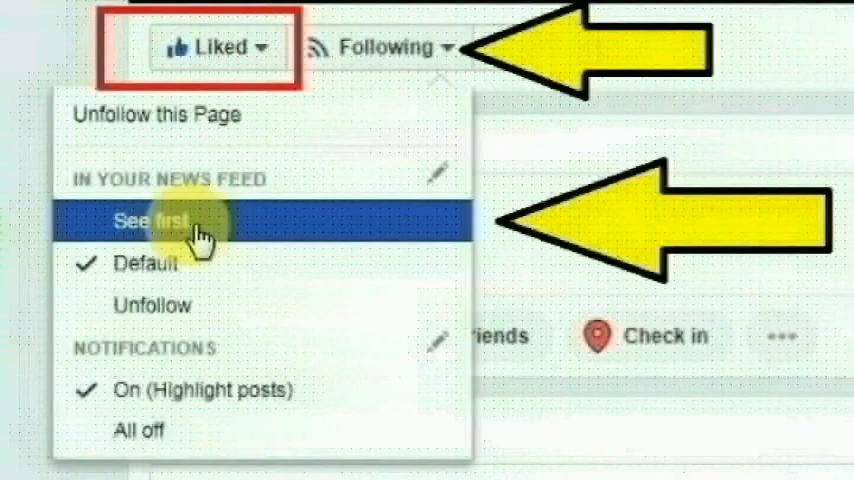 Liked Following
Unfollow this Page
IN YOUR NEWS FEED
See first
Default
Unfollow
NOTIFICATIONS
riends Check in
On (Highlight posts)
All off